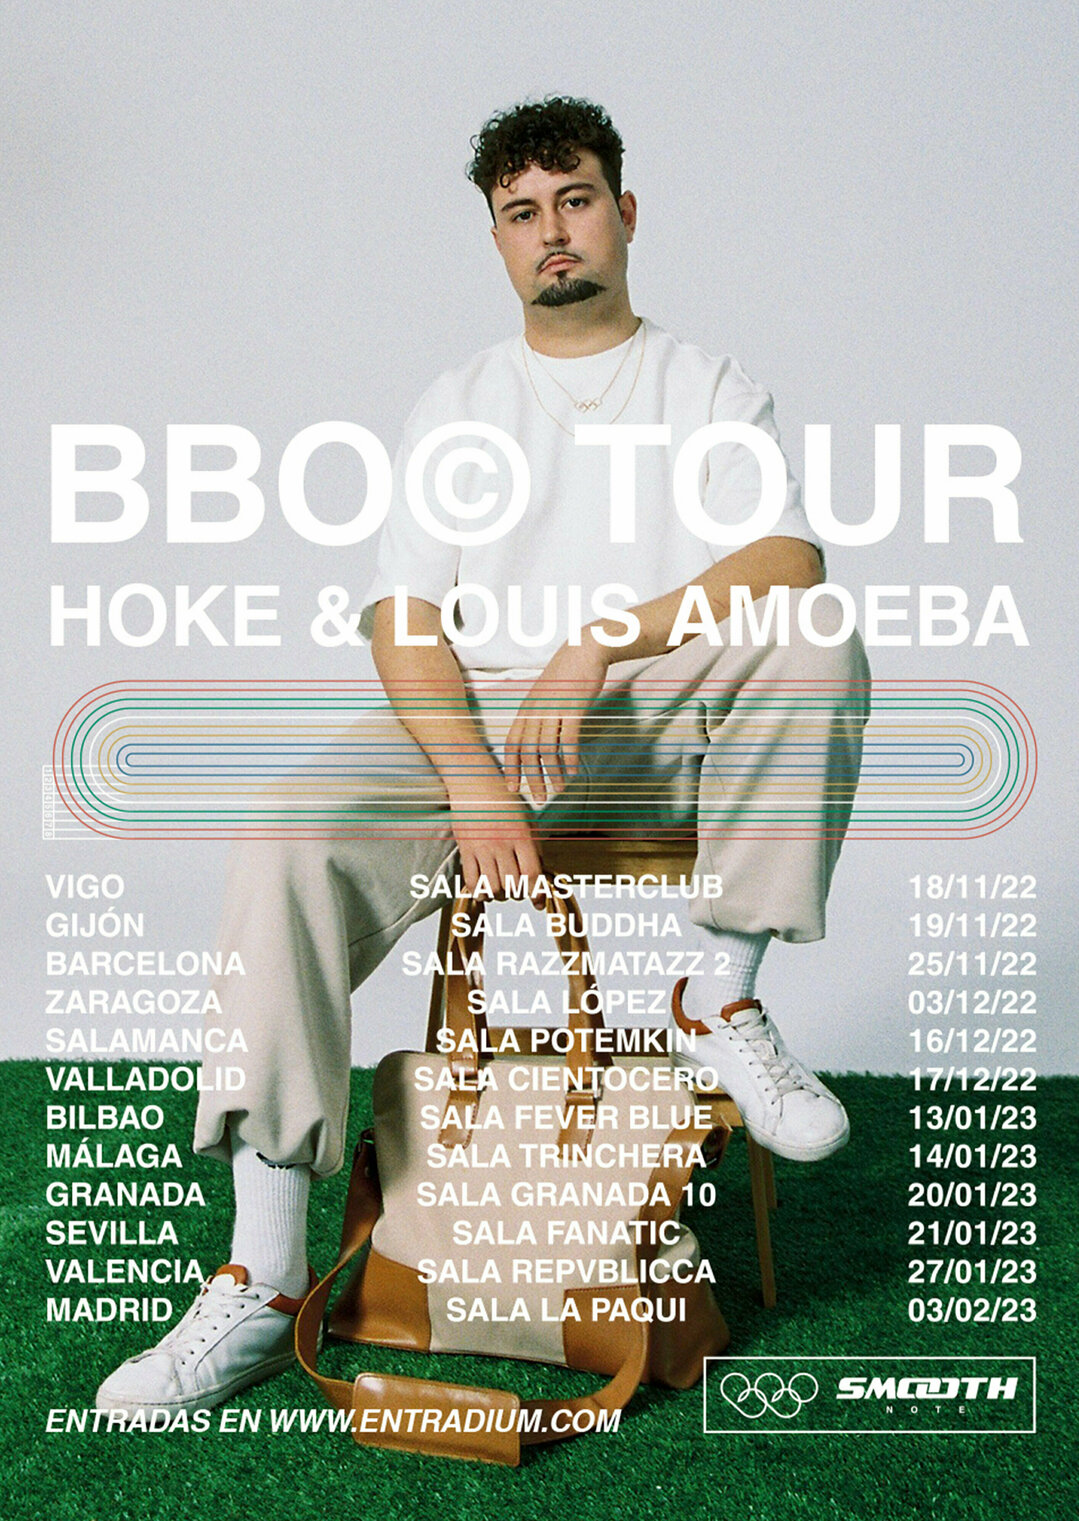 BBO© TOUR
HOKE & LOUIS AMOEBA
VIGO SALA MASTERCLUB 18/11/22
GIJÓN SALA BUDDHA 19/11/22
BARCELONA SALA RAZZMATAZZ 2 25/11/22
ZARAGOZA SALA LÓPEZ 03/12/22
SALAMANCA SALA POTEMKIN 16/12/22
VALLADOLID SALA CIENTOCERO 17/12/22
BILBAO SALA FEVER BLUE 13/01/23
MÁLAGA SALA TRINCHERA 14/01/23
GRANADA SALA GRANADA 10 20/01/23
SEVILLA SALA FANATIC 21/01/23
VALENCIA SALA REPVBLICCA 27/01/23
MADRID SALA LA PAQUI 03/02/23
ENTRADAS EN WWW.ENTRADIUM.COM
SMOOTH
NOTE